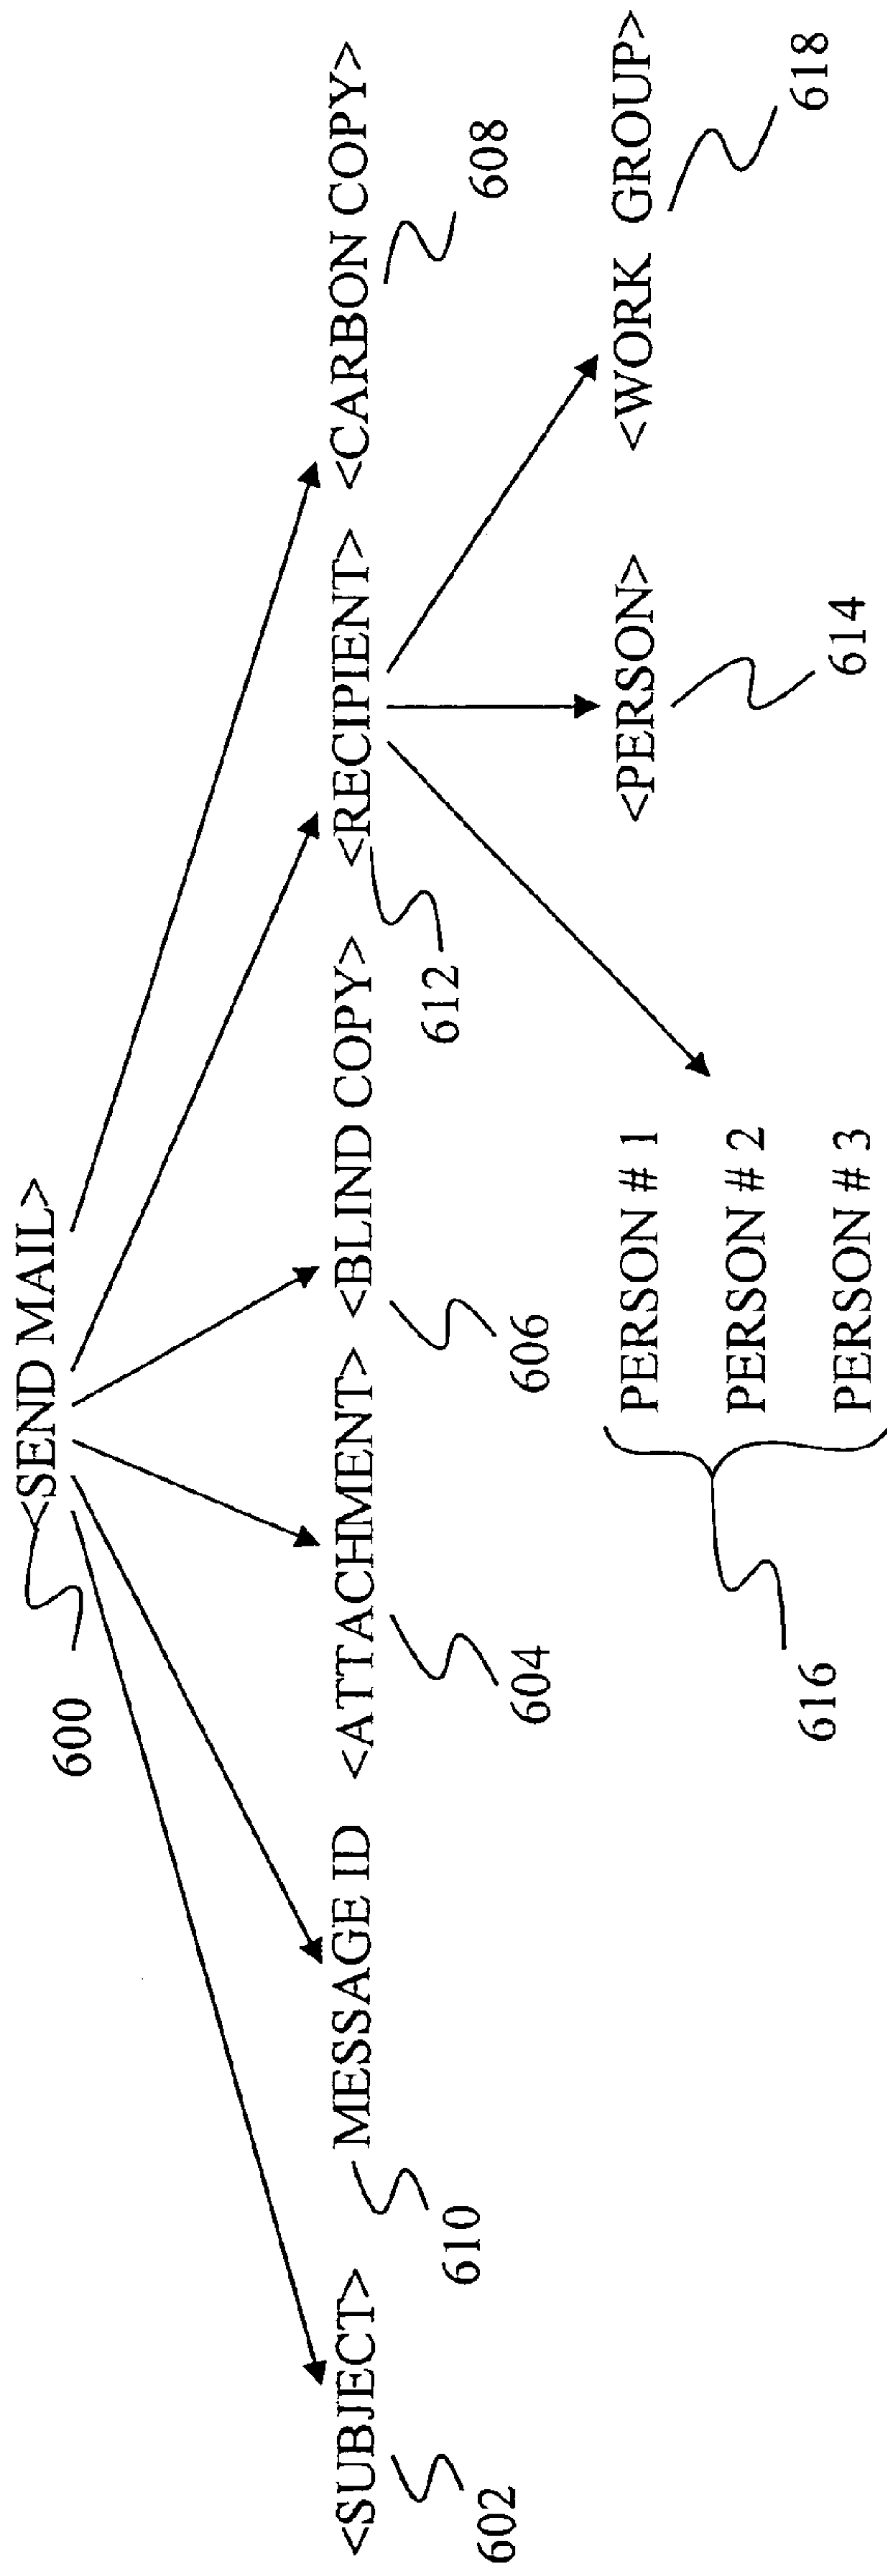 <SEND MAIL>
600
<SUBJECT> MESSAGE ID <ATTACHMENT> <BLIND COPY> <RECIPIENT> <CARBON COPY>
602 610 604 606 612 608
PERSON # 1 <PERSON> <WORK GROUP>
PERSON # 2
PERSON # 3
616 614 618